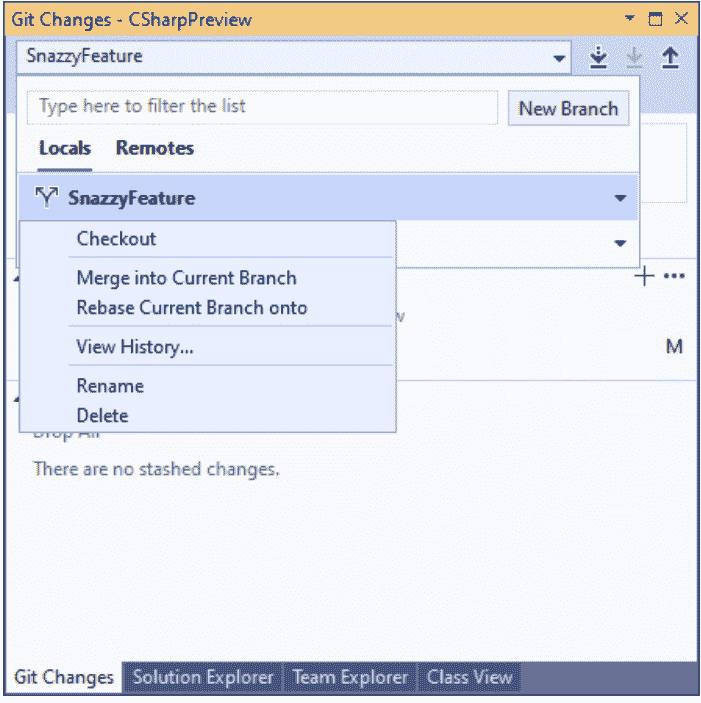 Git Changes - CSharpPreview
SnazzyFeature
Type here to filter the list
New Branch
Locals Remotes
SnazzyFeature
Checkout
Merge into Current Branch
Rebase Current Branch onto
View History...
M
Rename
Delete
There are no stashed changes.
Git Changes Solution Explorer Team Explorer Class View